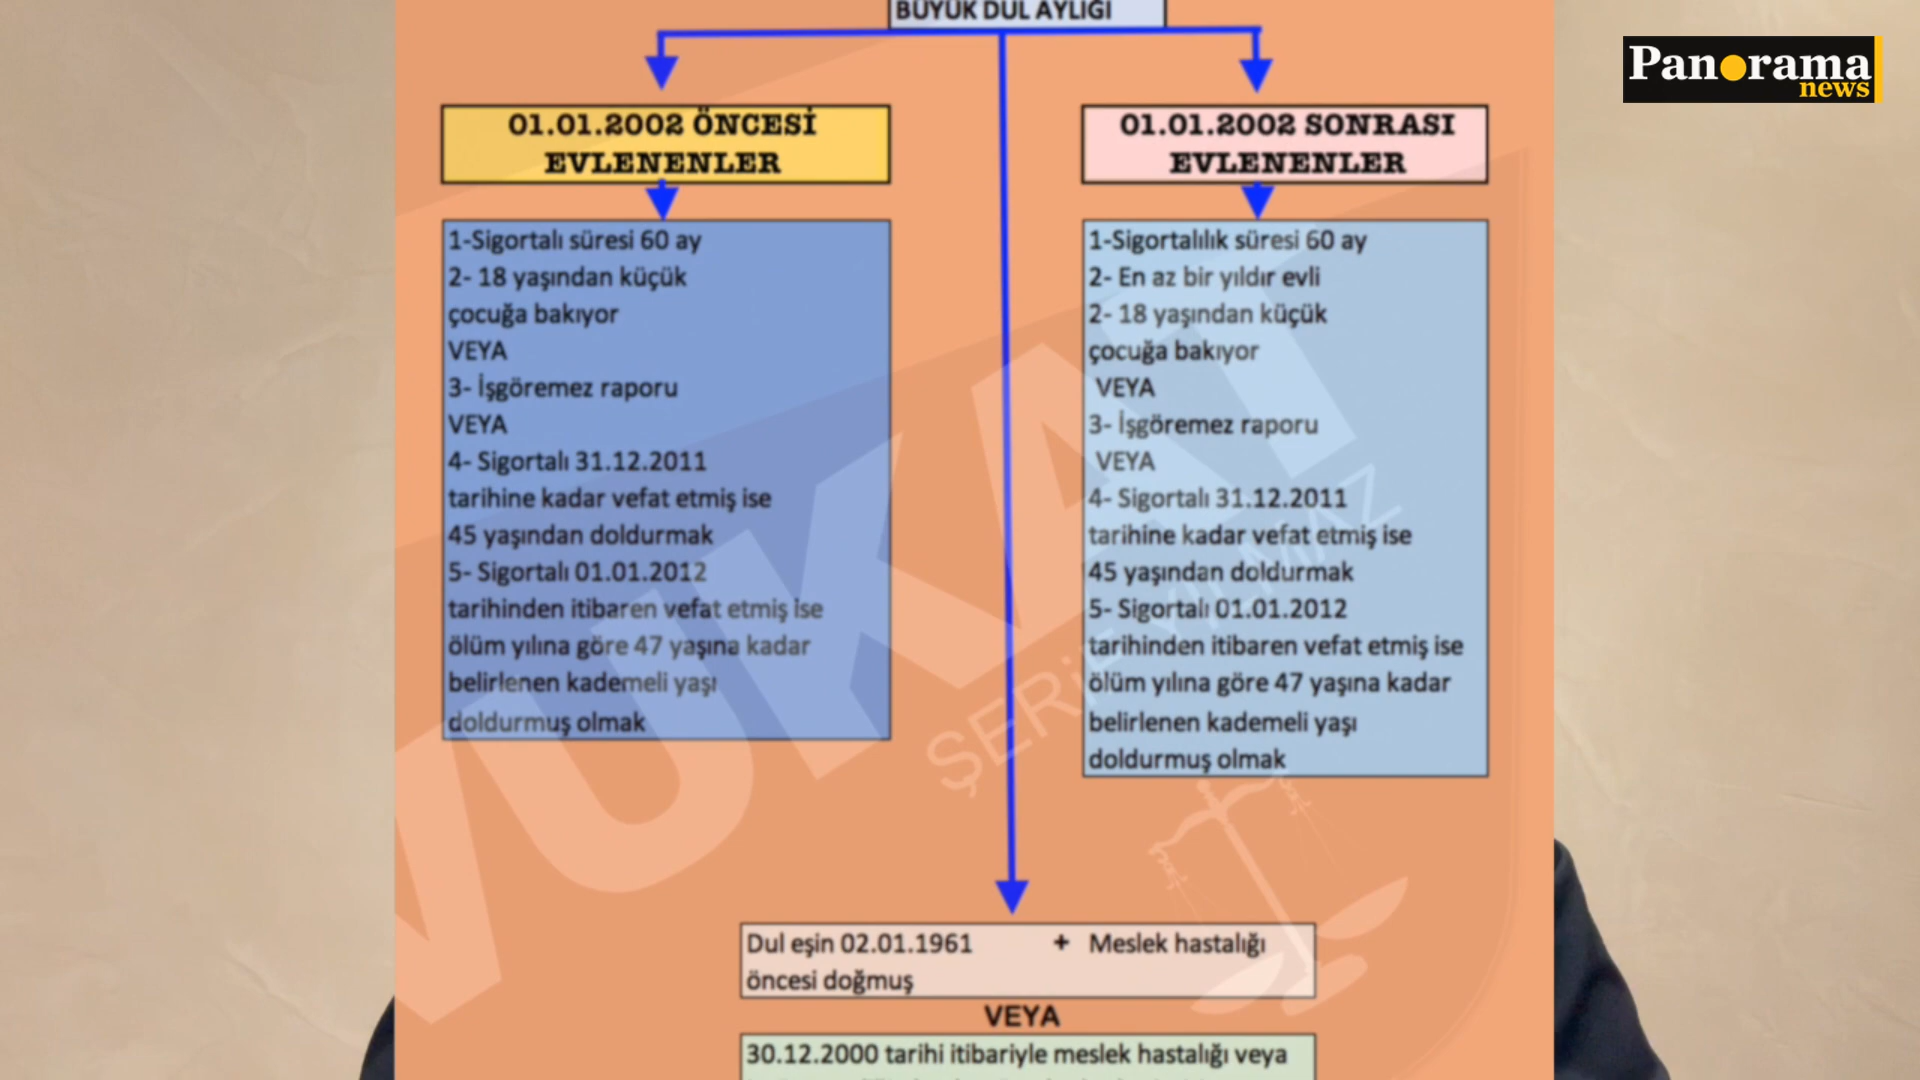 BÜYÜK DUL AYLIĞI
Panorama
news
01.01.2002 ÖNCESİ
EVLENENLER
1-Sigortalı süresi 60 ay
2- 18 yaşından küçük
çocuğa bakıyor
VEYA
3- İşgöremez raporu
VEYA
4- Sigortalı 31.12.2011
tarihine kadar vefat etmiş ise
45 yaşından doldurmak
5- Sigortalı 01.01.2012
tarihinden itibaren vefat etmiş ise
ölüm yılına göre 47 yaşına kadar
belirlenen kademeli yaşı
doldurmuş olmak
01.01.2002 SONRASI
EVLENENLER
1-Sigortalılık süresi 60 ay
2- En az bir yıldır evli
2- 18 yaşından küçük
çocuğa bakıyor
VEYA
3- İşgöremez raporu
VEYA
4- Sigortalı 31.12.2011
tarihine kadar vefat etmiş ise
45 yaşından doldurmak
5- Sigortalı 01.01.2012
tarihinden itibaren vefat etmiş ise
ölüm yılına göre 47 yaşına kadar
belirlenen kademeli yaşı
doldurmuş olmak
Dul eşin 02.01.1961 + Meslek hastalığı
öncesi doğmuş
VEYA
30.12.2000 tarihi itibariyle meslek hastalığı veya
VUKAT
ŞERİFE YILMAZ